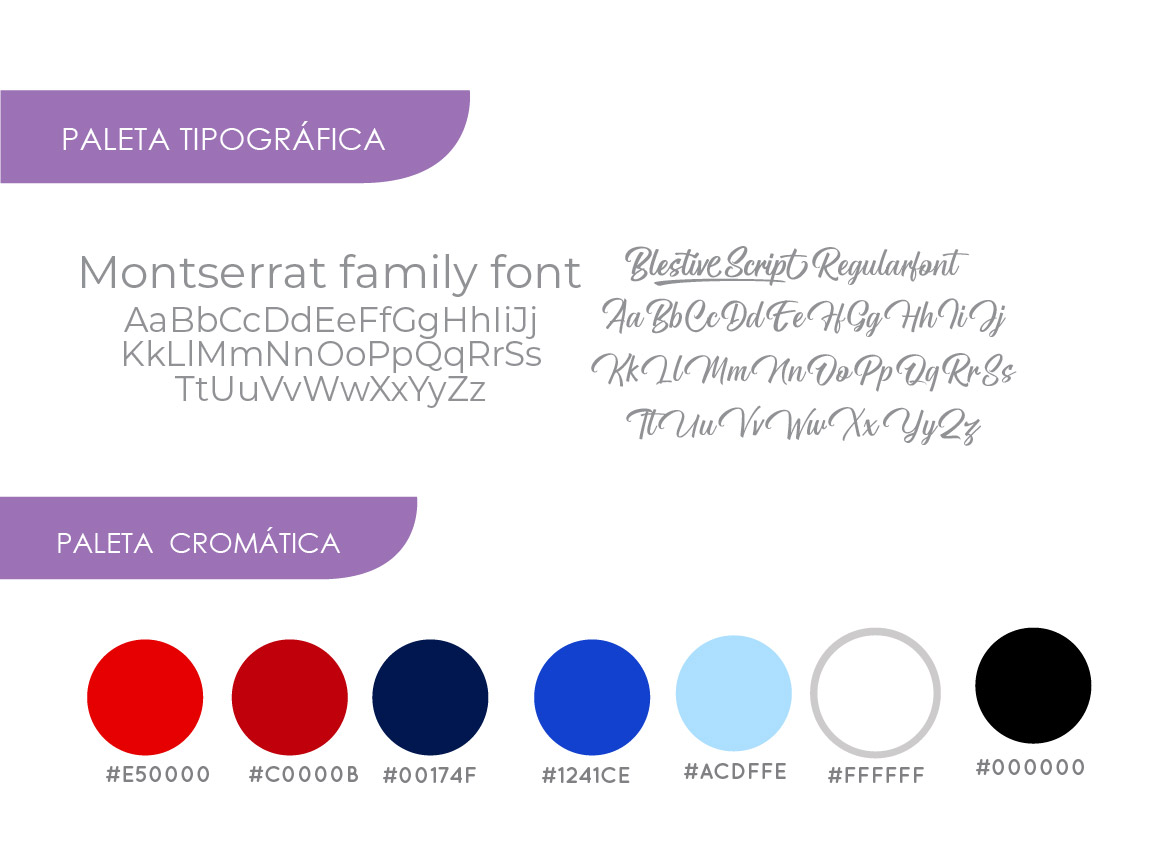 PALETA TIPOGRÁFICA
Montserrat family font
AaBbCcDdEeFfGgHhIiJj
KkLlMmNnOoPpQqRrSs
TtUuVvWwXxYyZz
Blestive Script Regularfont
AaBbCcDdEeHGgHhIiJj
KkLlMmNnOoPpQqRrSs
TtUuVvWwXxYyZz
PALETA CROMÁTICA
#E50000
#C0000B
#00174F
#1241CE
#ACDFFE
#FFFFFF
#000000